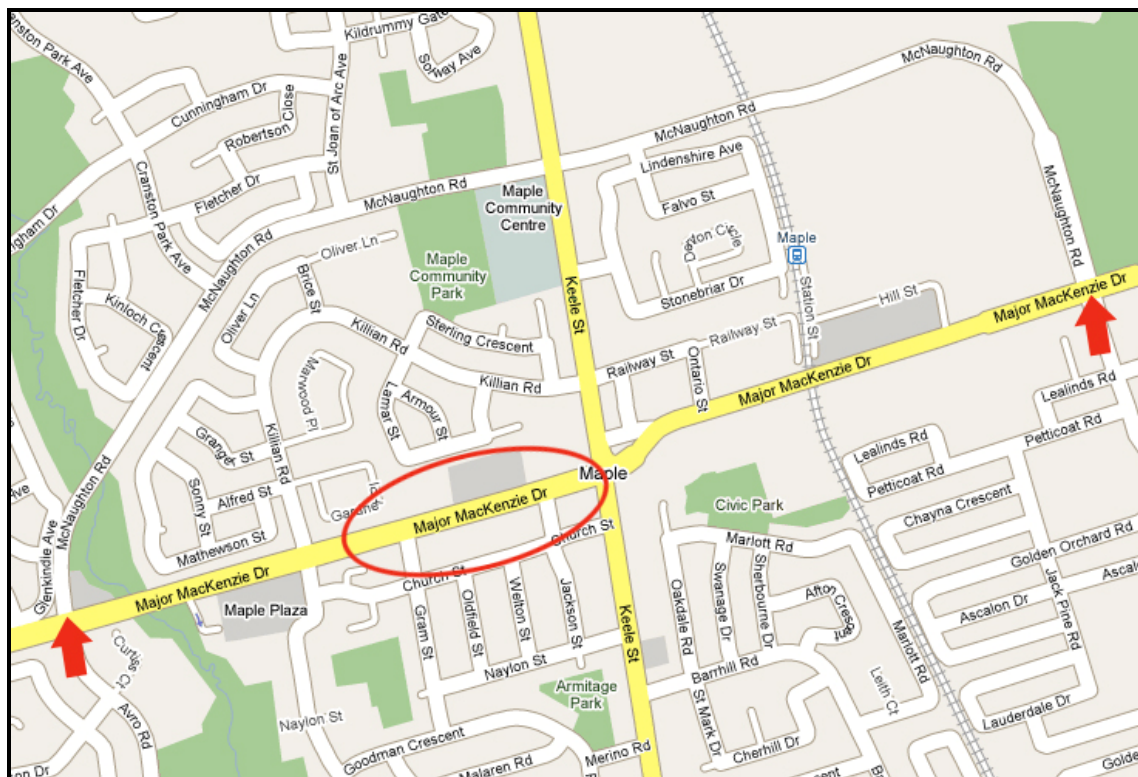 Cranston Park Ave
Kildrummy Gate
Solway Ave
Cunningham Dr
Robertson Close
St Joan of Arc Ave
Cranston Park Ave
Fletcher Dr
McNaughton Rd
Maple
Community
Centre
McNaughton Rd
McNaughton Rd
Lindenshire Ave
Falvo St
McNaughton Rd
Oliver Ln
Maple
Community
Park
Keele St
Maple
Stonebriar Dr
Station St
Hill St
Major MacKenzie Dr
Fletcher Dr
Kinloch Crescent
McNaughton Rd
Oliver Ln
Brice St
Killian Rd
Sterling Crescent
Railway St
Railway St
Ontario St
Killian Rd
Major MacKenzie Dr
Marwood Pl
Lamar St
Armour St
Lealinds Rd
Petticoat Rd
Granger St
Killian Rd
Lealinds Rd
Petticoat Rd
McNaughton Rd
Sonny St
Alfred St
Maple
Major MacKenzie Dr
Civic Park
Chayna Crescent
Glenkindie Ave
Mathewson St
Church St
Marlott Rd
Golden Orchard Rd
Major MacKenzie Dr
Maple Plaza
Church St
Gram St
Oldfield St
Welton St
Jackson St
Keele St
Oakdale Rd
Swanage Dr
Sherbourne Dr
Afton Crescent
Marlott Rd
Ascalon Dr
Jack Pine Rd
Curtiss Ct
Avro Rd
Naylon St
Naylon St
Armitage
Park
Barrhill Rd
St Mark Dr
Leith Ct
Lauderdale Dr
Goodman Crescent
Malaren Rd
Merino Rd
Cherhill Dr